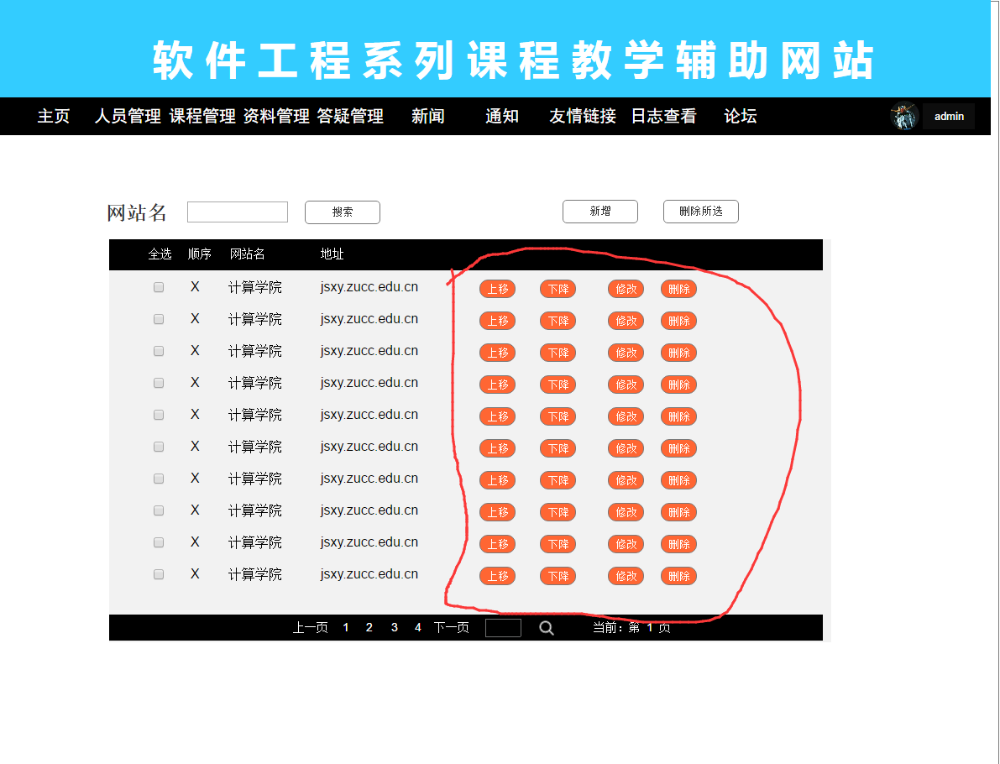 软件工程系列课程教学辅助网站
主页 人员管理 课程管理 资料管理 答疑管理 新闻 通知 友情链接 日志查看 论坛 admin
网站名 搜索 新增 删除所选
全选 顺序 网站名 地址
X 计算学院 jsxy.zucc.edu.cn 上移 下降 修改 删除
X 计算学院 jsxy.zucc.edu.cn 上移 下降 修改 删除
X 计算学院 jsxy.zucc.edu.cn 上移 下降 修改 删除
X 计算学院 jsxy.zucc.edu.cn 上移 下降 修改 删除
X 计算学院 jsxy.zucc.edu.cn 上移 下降 修改 删除
X 计算学院 jsxy.zucc.edu.cn 上移 下降 修改 删除
X 计算学院 jsxy.zucc.edu.cn 上移 下降 修改 删除
X 计算学院 jsxy.zucc.edu.cn 上移 下降 修改 删除
X 计算学院 jsxy.zucc.edu.cn 上移 下降 修改 删除
X 计算学院 jsxy.zucc.edu.cn 上移 下降 修改 删除
上一页 1 2 3 4 下一页 当前：第 1 页